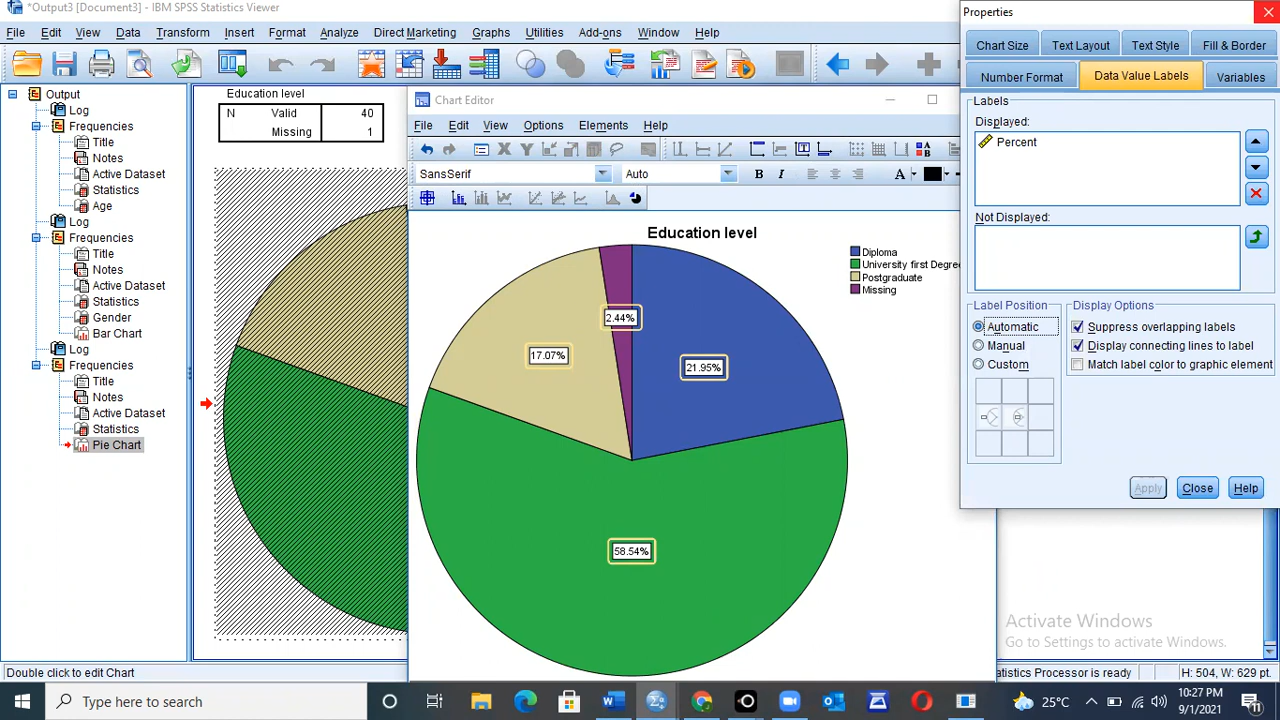 *Output3 [Document3] - IBM SPSS Statistics Viewer
File Edit View Data Transform Insert Format Analyze Direct Marketing Graphs Utilities Add-ons Window Help
Output
Log
Frequencies
Title
Notes
Active Dataset
Statistics
Age
Log
Frequencies
Title
Notes
Active Dataset
Statistics
Gender
Bar Chart
Log
Frequencies
Title
Notes
Active Dataset
Statistics
Pie Chart
Education level
N Valid 40
Missing 1
Chart Editor
File Edit View Options Elements Help
SansSerif Auto B I A
Education level
Diploma
University first Degree
Postgraduate
Missing
2.44%
17.07%
21.95%
58.54%
Properties
Chart Size Text Layout Text Style Fill & Border
Number Format Data Value Labels Variables
Labels
Displayed:
Percent
Not Displayed:
Label Position
Automatic
Manual
Custom
Display Options
Suppress overlapping labels
Display connecting lines to label
Match label color to graphic element
Apply Close Help
Activate Windows
Go to Settings to activate Windows.
Double click to edit Chart
atistics Processor is ready H: 504, W: 629 pt.
Type here to search
25°C
10:27 PM
9/1/2021
11